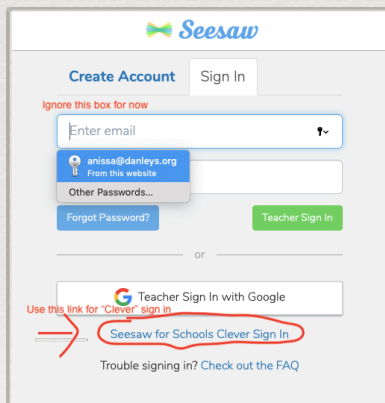 Seesaw
Create Account Sign In
Ignore this box for now
Enter email
anissa@danleys.org
From this website
Other Passwords...
Forgot Password? Teacher Sign In
or
Teacher Sign In with Google
Use this link for "Clever" sign in
Seesaw for Schools Clever Sign In
Trouble signing in? Check out the FAQ